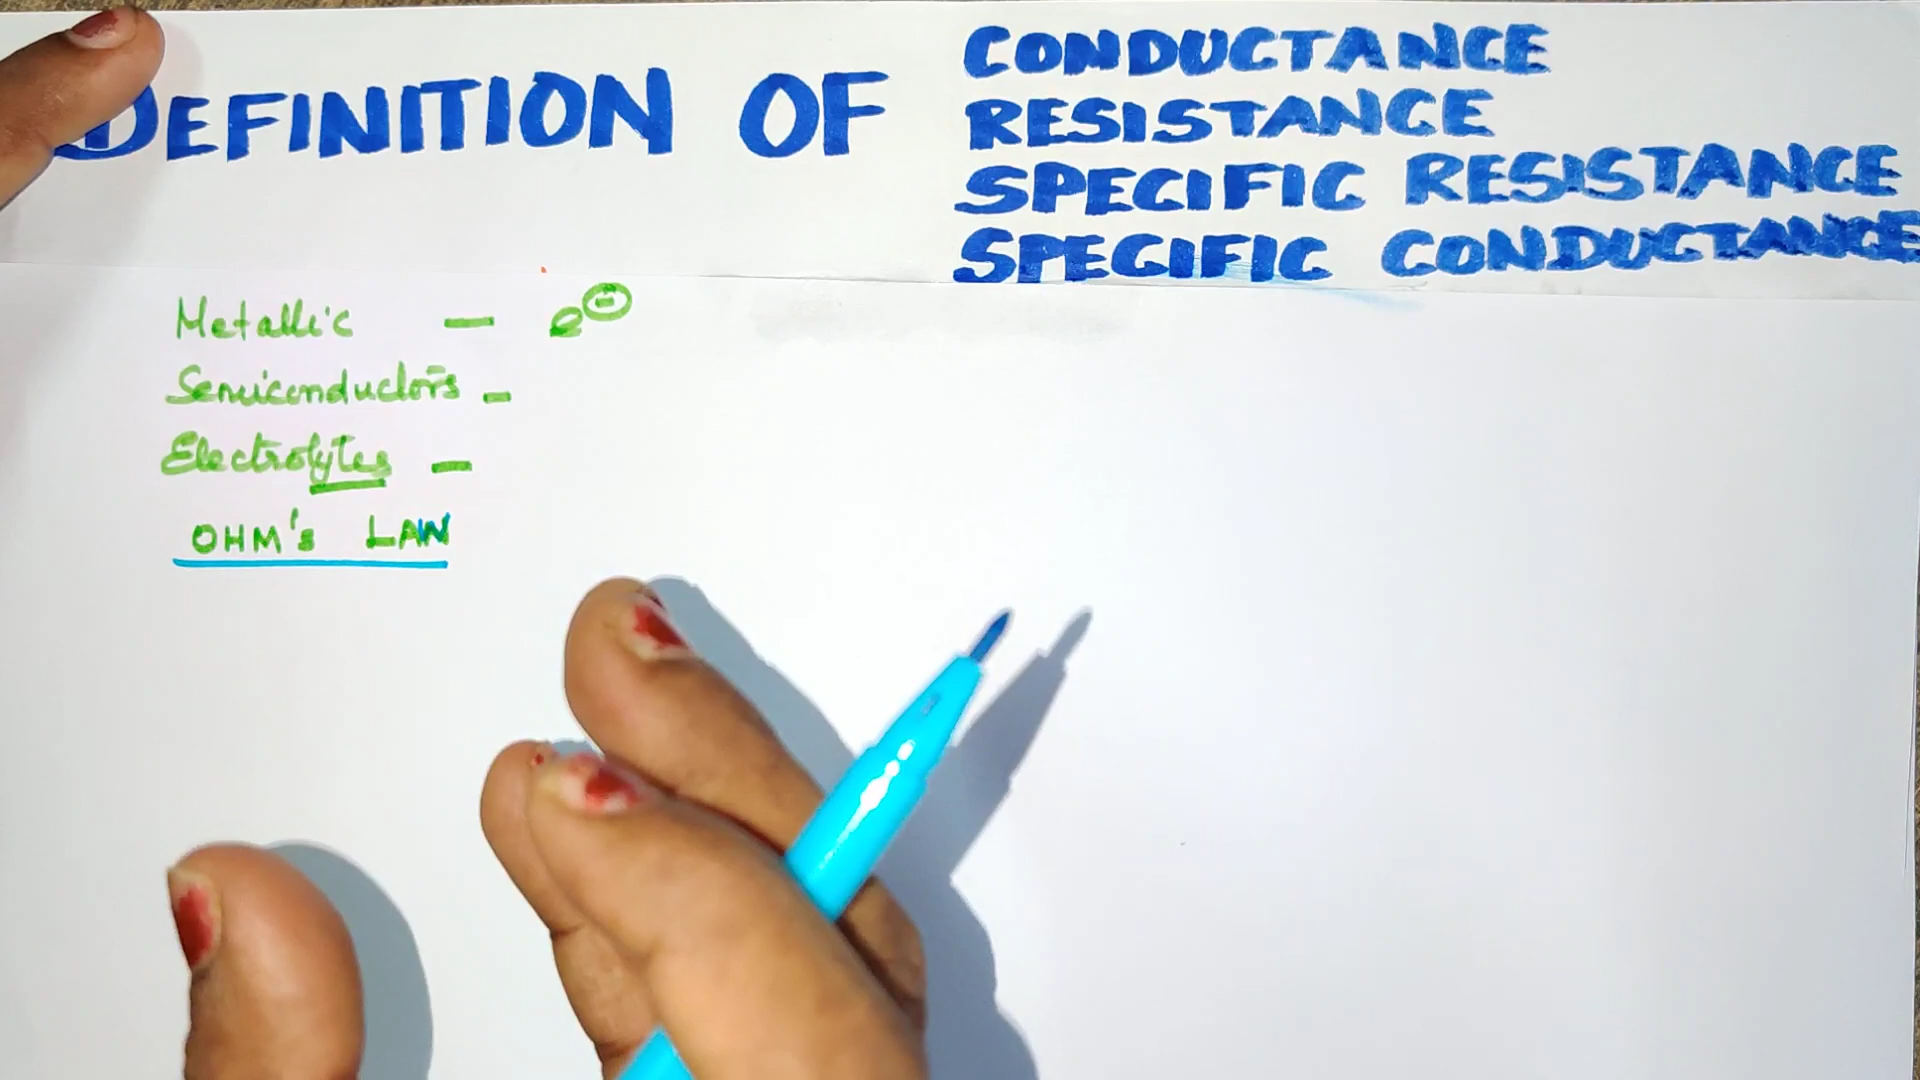 DEFINITION OF
CONDUCTANCE
RESISTANCE
SPECIFIC RESISTANCE
SPECIFIC CONDUCTANCE
Metallic — e⊖
Semiconductors -
Electrolytes -
OHM's LAW